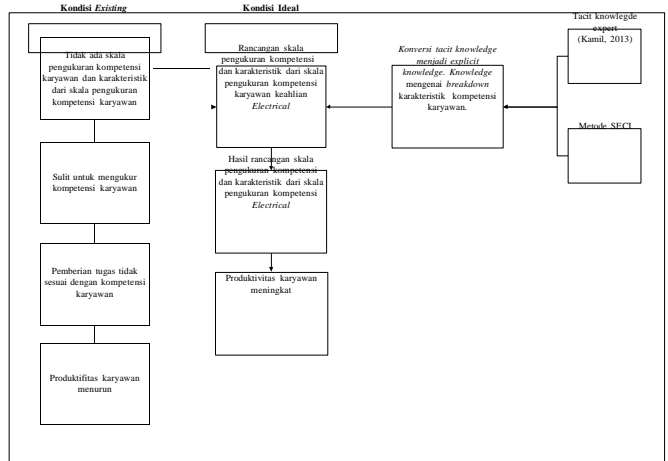 Kondisi Existing
Tidak ada skala
pengukuran kompetensi
karyawan dan karakteristik
dari skala pengukuran
kompetensi karyawan
Sulit untuk mengukur
kompetensi karyawan
Pemberian tugas tidak
sesuai dengan kompetensi
karyawan
Produktifitas karyawan
menurun
Kondisi Ideal
Rancangan skala
pengukuran kompetensi
dan karakteristik dari skala
pengukuran kompetensi
karyawan keahlian
Electrical
Hasil rancangan skala
pengukuran kompetensi
dan karakteristik dari skala
pengukuran kompetensi
Electrical
Produktivitas karyawan
meningkat
Konversi tacit knowledge
menjadi explicit
knowledge. Knowledge
mengenai breakdown
karakteristik kompetensi
karyawan.
Tacit knowlegde
expert
(Kamil, 2013)
Metode SECI